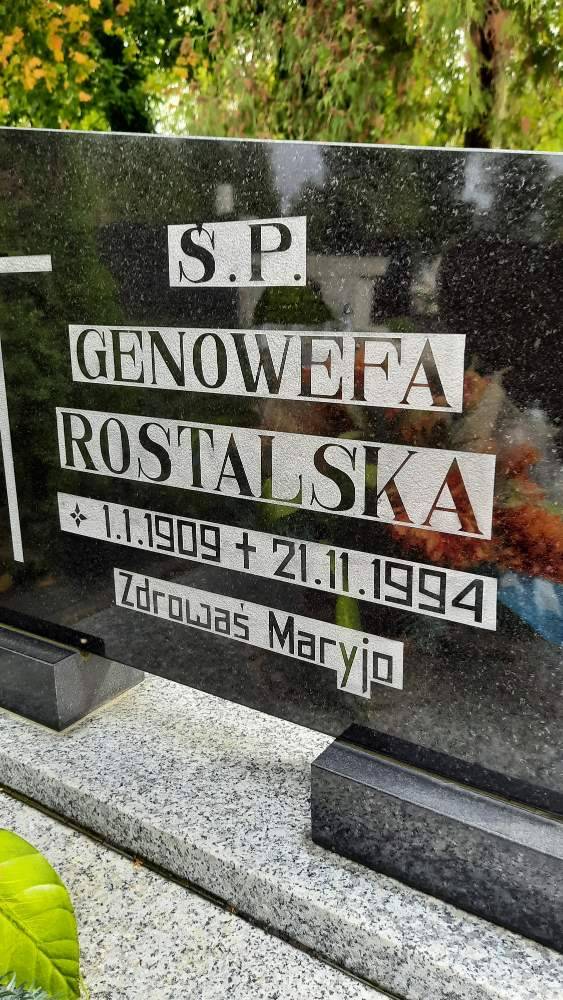 Ś.P.
GENOWEFA
ROSTALSKA
✧ 1.1.1909 ✝ 21.11.1994
Zdrowaś Maryjo